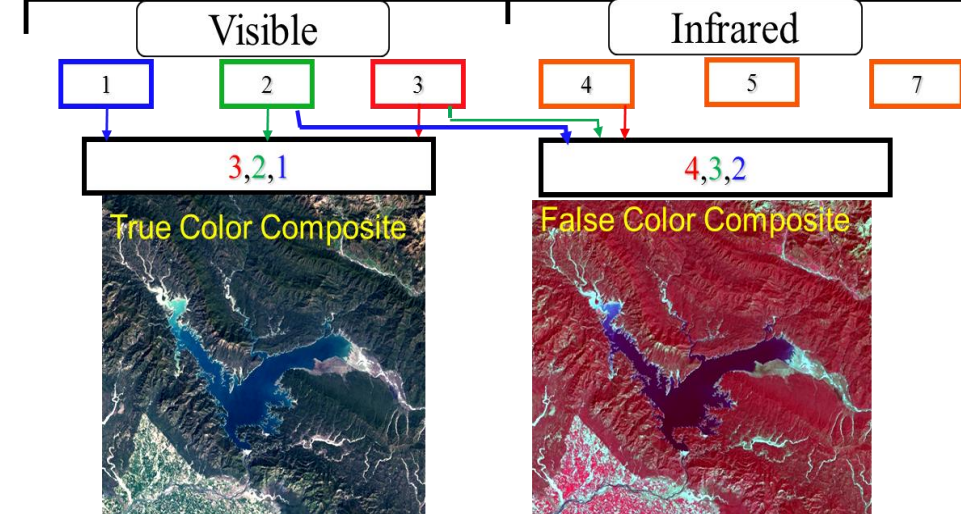 Visible
Infrared
1
2
3
4
5
7
3,2,1
4,3,2
True Color Composite
False Color Composite